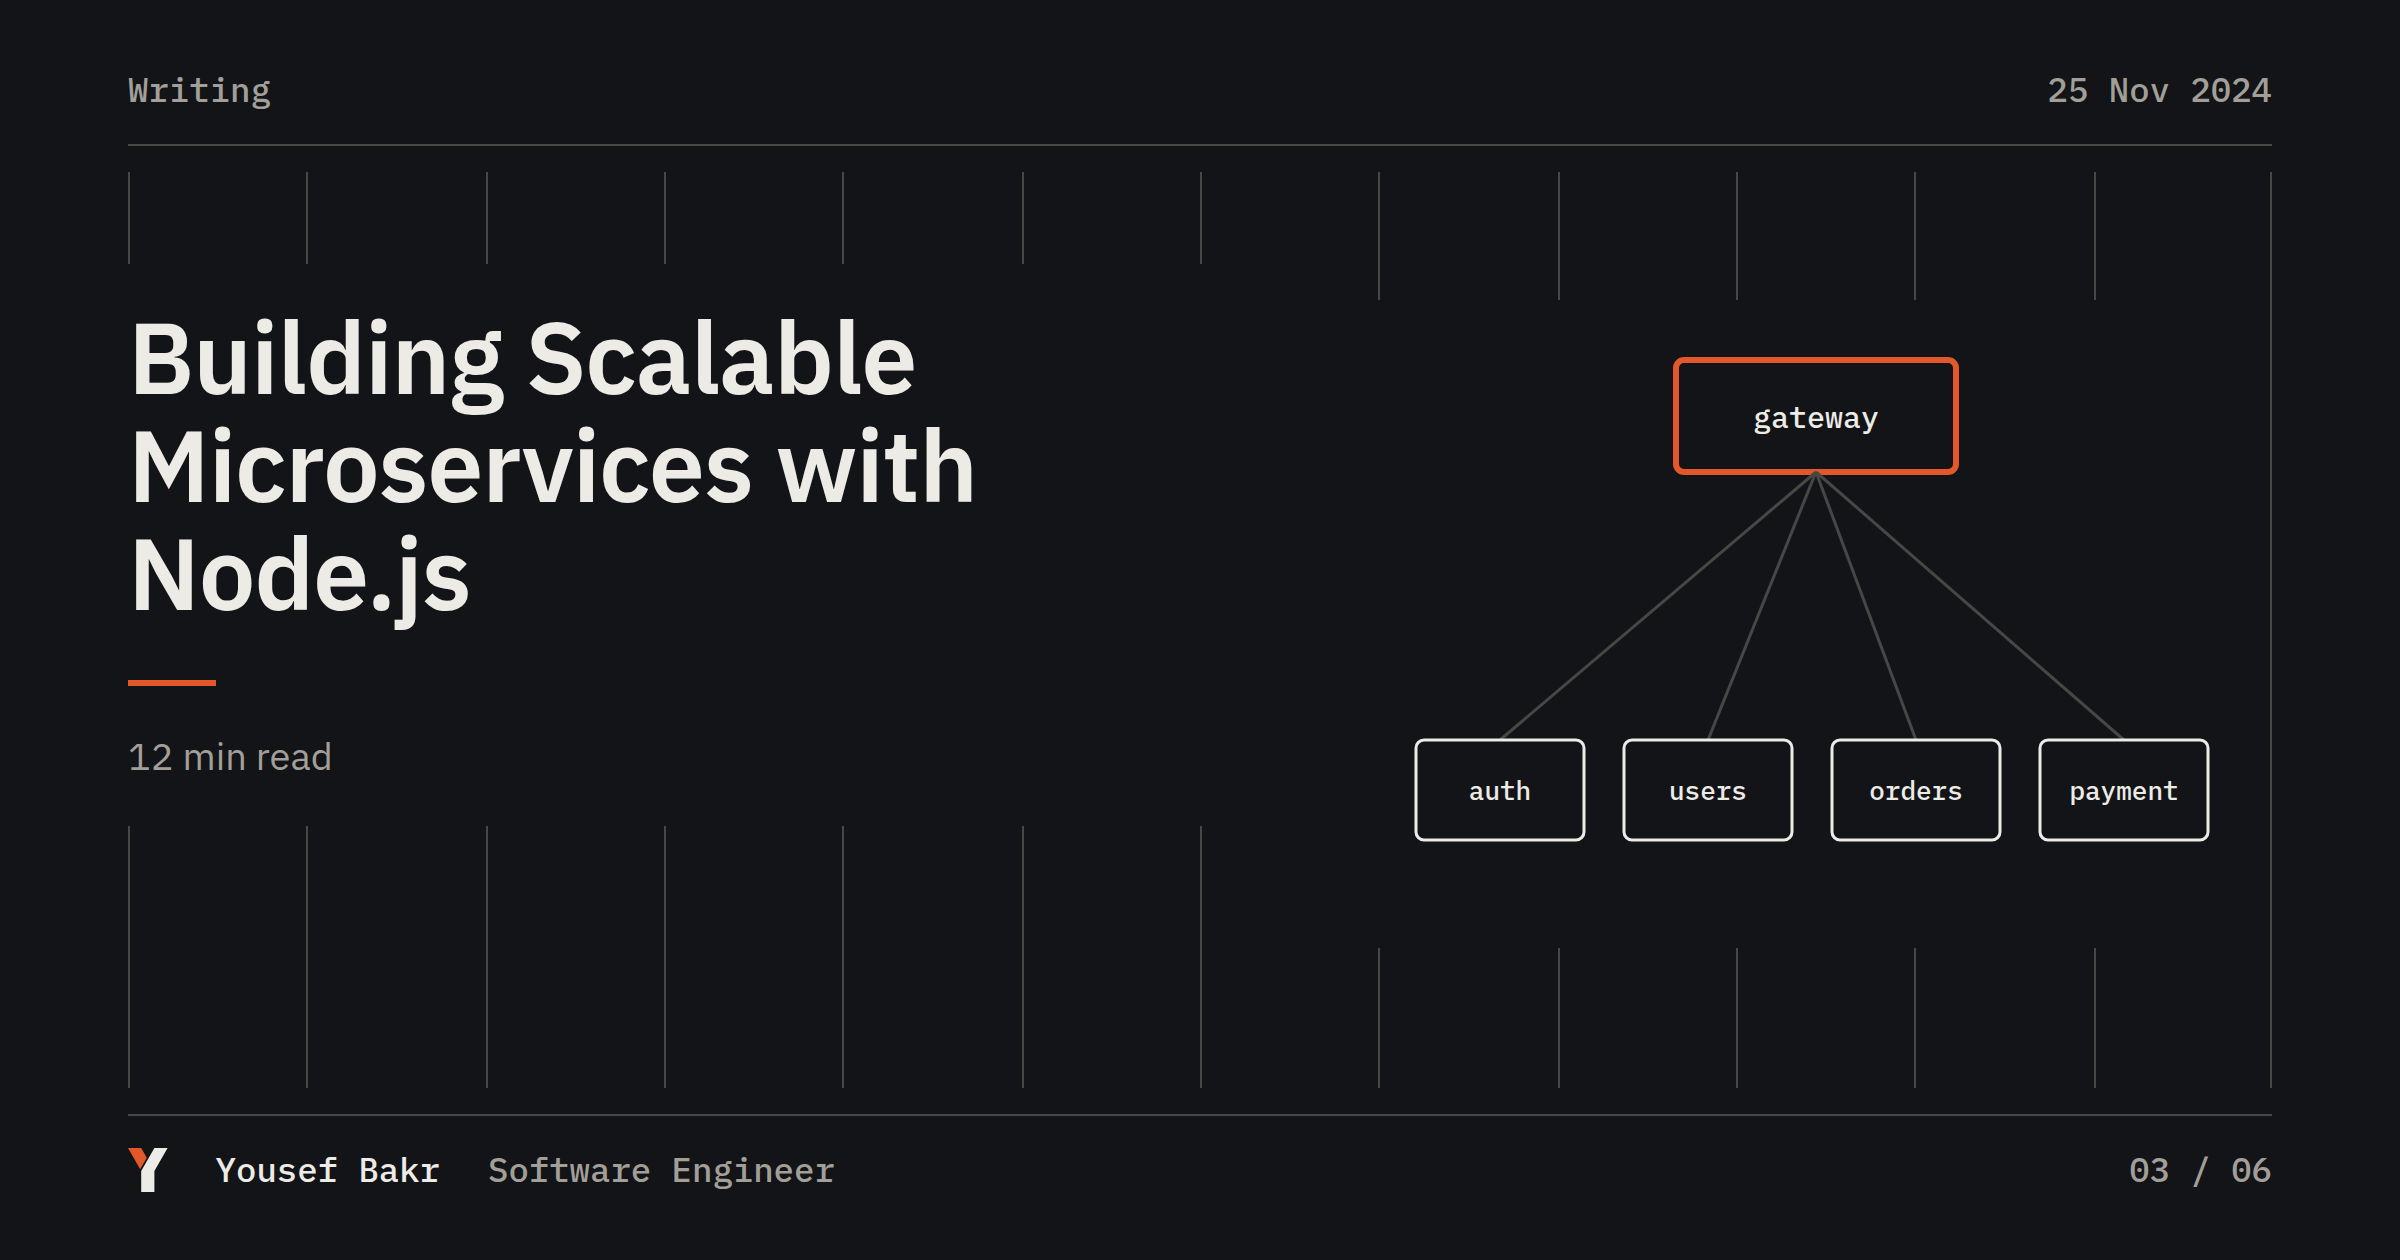 Writing
25 Nov 2024
Building Scalable
Microservices with
Node.js
12 min read
gateway
auth
users
orders
payment
Yousef Bakr
Software Engineer
03 / 06